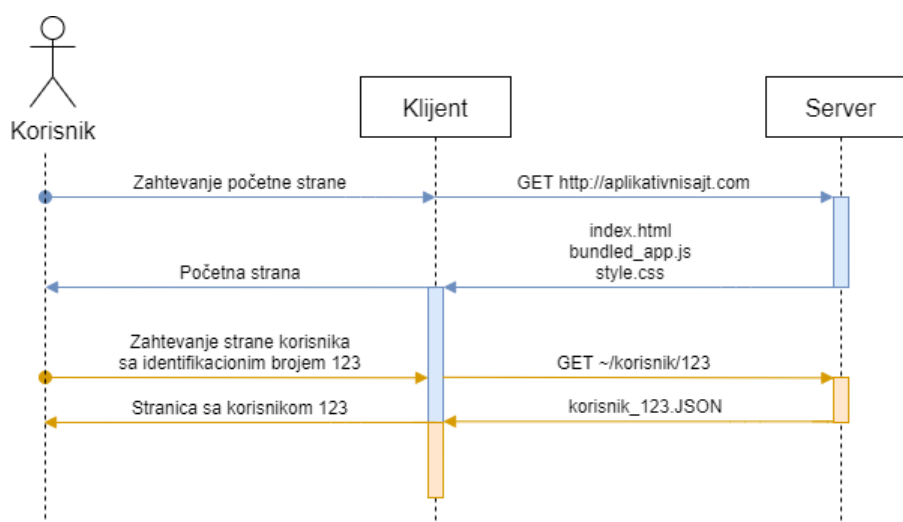 Korisnik
Klijent
Server
Zahtevanje početne strane
GET http://aplikativnisajt.com
index.html
bundled_app.js
style.css
Početna strana
Zahtevanje strane korisnika
sa identifikacionim brojem 123
GET ~/korisnik/123
Stranica sa korisnikom 123
korisnik_123.JSON